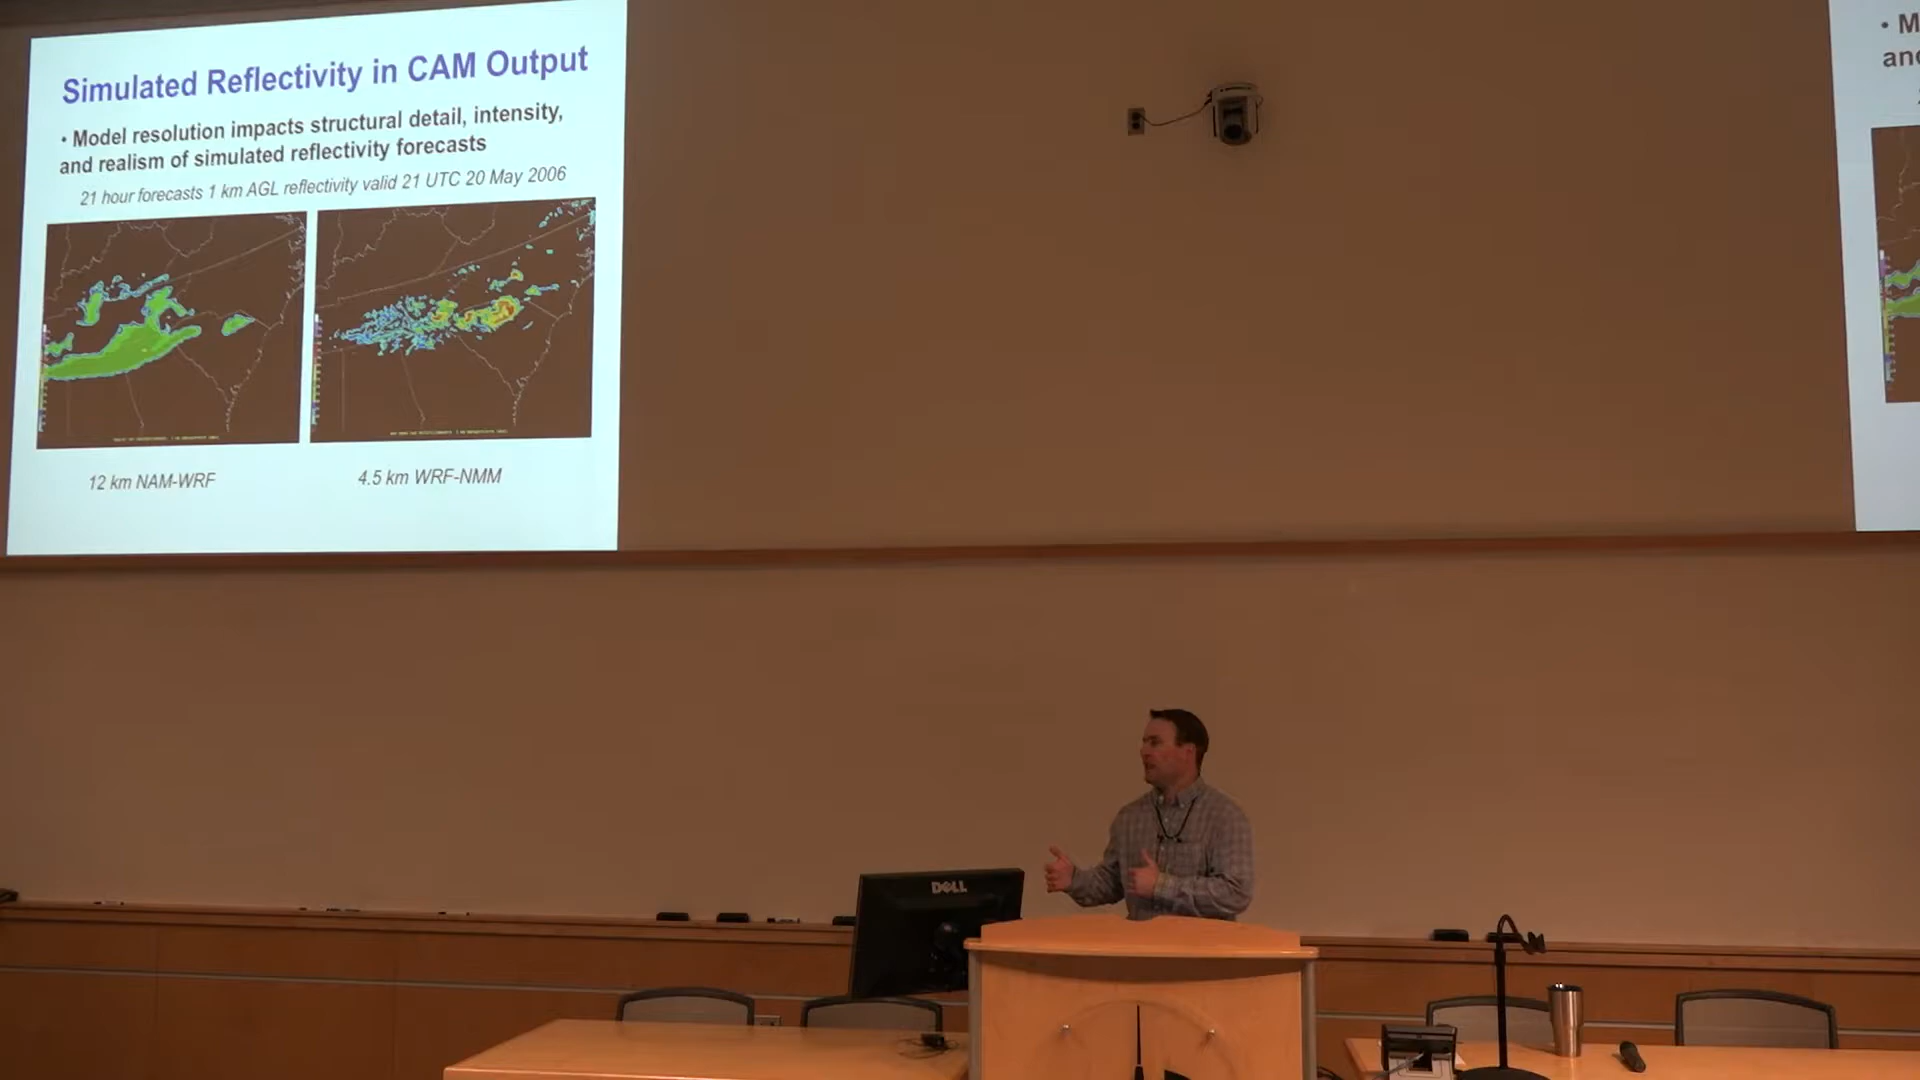 Simulated Reflectivity in CAM Output
• Model resolution impacts structural detail, intensity,
and realism of simulated reflectivity forecasts
21 hour forecasts 1 km AGL reflectivity valid 21 UTC 20 May 2006
12 km NAM-WRF
4.5 km WRF-NMM
• M
and
DELL